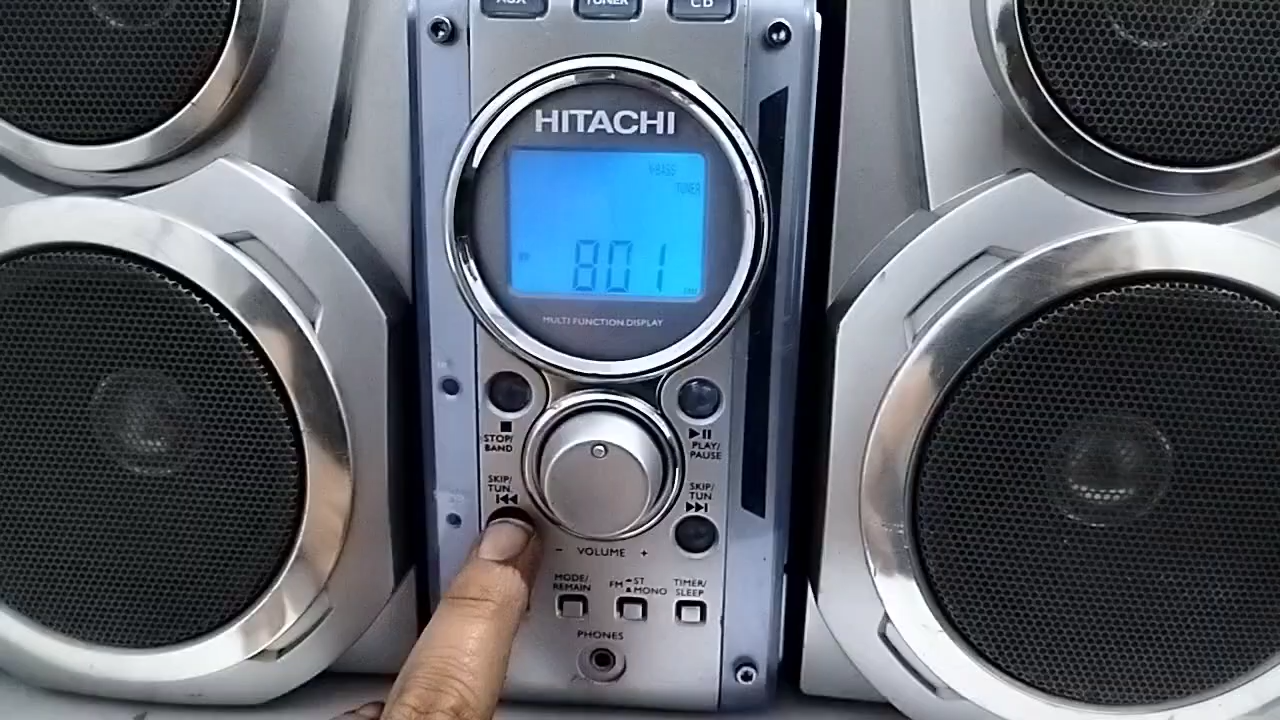 AUX TUNER CD
HITACHI
X-BASS
TUNER
801
MULTI FUNCTION DISPLAY
STOP/
BAND
PLAY/
PAUSE
SKIP/
TUN.
SKIP/
TUN
- VOLUME +
MODE/
REMAIN
FM ST
MONO
TIMER/
SLEEP
PHONES